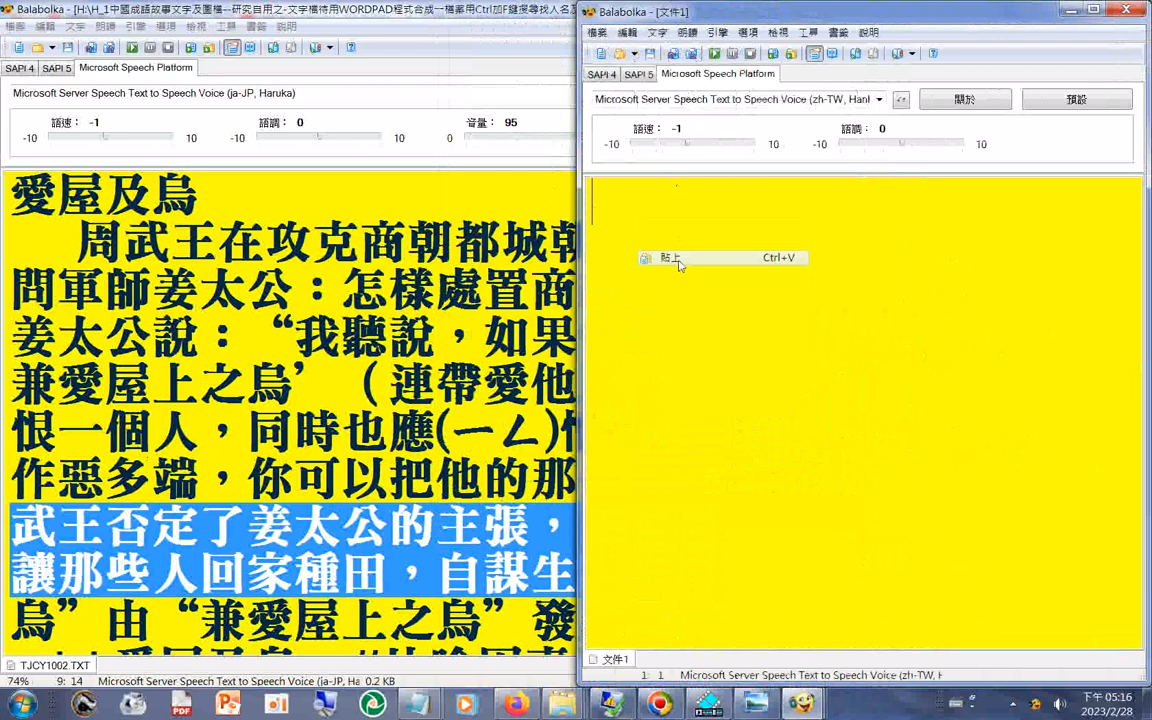 Balabolka - [H:\H_1中國成語故事文字及圖檔--研究目用之-文字檔待用WORDPAD程式合成一檔案用Ctrl加F鍵搜尋找人名及
檔案 編輯 文字 朗讀 引擎 選項 檢視 工具 書籤 說明
SAPI 4 SAPI 5 Microsoft Speech Platform
Microsoft Server Speech Text to Speech Voice (ja-JP, Haruka)
語速： -1 語調： 0 音量： 95
-10 10 -10 10 0
愛屋及烏
周武王在攻克商朝都城朝
問軍師姜太公：怎樣處置商
姜太公說：“我聽說，如果
兼愛屋上之烏’（連帶愛他
恨一個人，同時也應(ㄧㄥ)
作惡多端，你可以把他的那
武王否定了姜太公的主張，
讓那些人回家種田，自謀生
烏”由“兼愛屋上之烏”發
TJCY1002.TXT
74% 9: 14 Microsoft Server Speech Text to Speech Voice (ja-JP, Ha 0.2 KB
Balabolka - [文件1]
檔案 編輯 文字 朗讀 引擎 選項 檢視 工具 書籤 說明
SAPI 4 SAPI 5 Microsoft Speech Platform
Microsoft Server Speech Text to Speech Voice (zh-TW, Hanl 關於 預設
語速： -1 語調： 0
-10 10 -10 10
貼上 Ctrl+V
文件1
1: 1 Microsoft Server Speech Text to Speech Voice (zh-TW, H
下午 05:16
2023/2/28